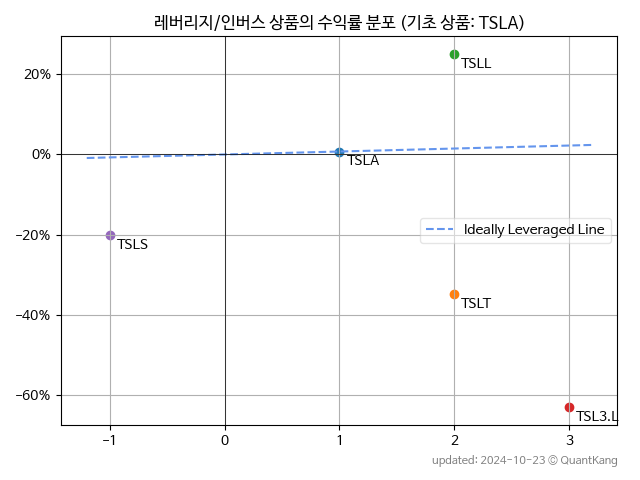 레버리지/인버스 상품의 수익률 분포 (기초 상품: TSLA)
20%
TSLL
0%
TSLA
Ideally Leveraged Line
−20%
TSLS
TSLT
−40%
−60%
TSL3.L
−1
0
1
2
3
updated: 2024-10-23 © QuantKang